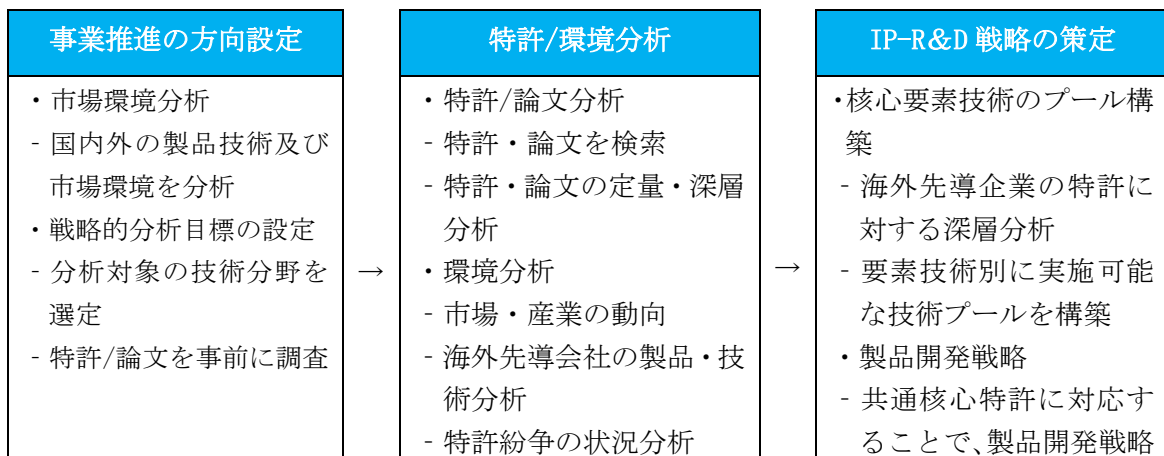 事業推進の方向設定
・市場環境分析
- 国内外の製品技術及び
市場環境を分析
・戦略的分析目標の設定
- 分析対象の技術分野を
選定
- 特許/論文を事前に調査
→
特許/環境分析
・特許/論文分析
- 特許・論文を検索
- 特許・論文の定量・深層
分析
・環境分析
- 市場・産業の動向
- 海外先導会社の製品・技
術分析
- 特許紛争の状況分析
→
IP-R&D 戦略の策定
・核心要素技術のプール構
築
- 海外先導企業の特許に
対する深層分析
- 要素技術別に実施可能
な技術プールを構築
・製品開発戦略
- 共通核心特許に対応す
ることで、製品開発戦略